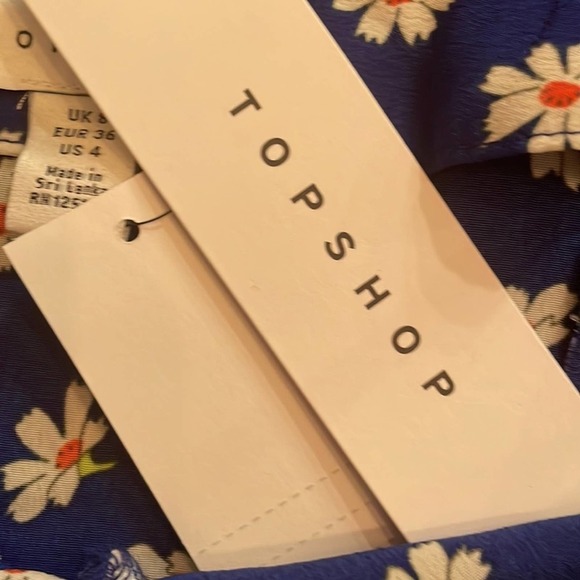 TOPSHOP
UK 8
EUR 36
US 4
Made in
Sri Lanka